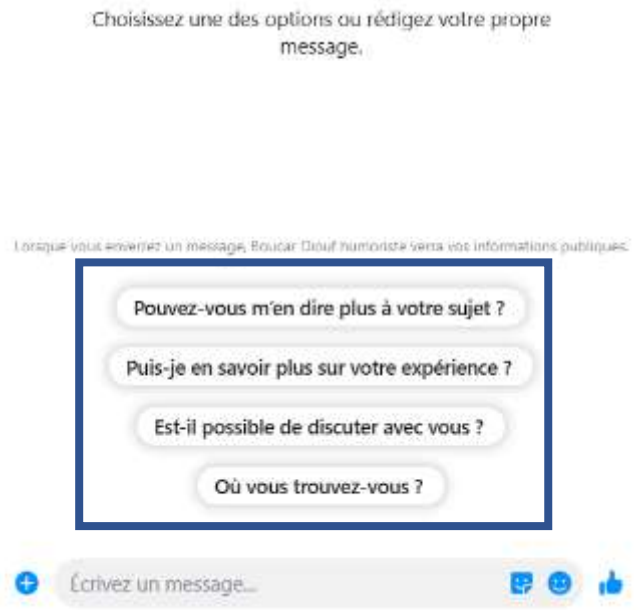 Choisissez une des options ou rédigez votre propre
message.
Lorsque vous enverrez un message, Boucar Diouf humoriste verra vos informations publiques.
Pouvez-vous m'en dire plus à votre sujet ?
Puis-je en savoir plus sur votre expérience ?
Est-il possible de discuter avec vous ?
Où vous trouvez-vous ?
Écrivez un message...